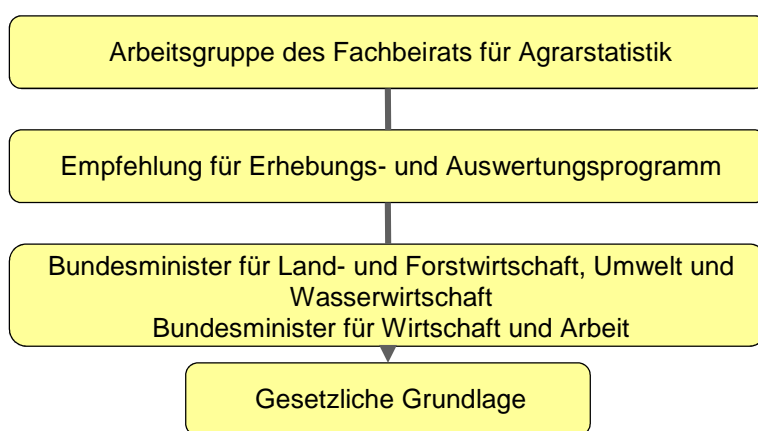 Arbeitsgruppe des Fachbeirats für Agrarstatistik
Empfehlung für Erhebungs- und Auswertungsprogramm
Bundesminister für Land- und Forstwirtschaft, Umwelt und
Wasserwirtschaft
Bundesminister für Wirtschaft und Arbeit
Gesetzliche Grundlage